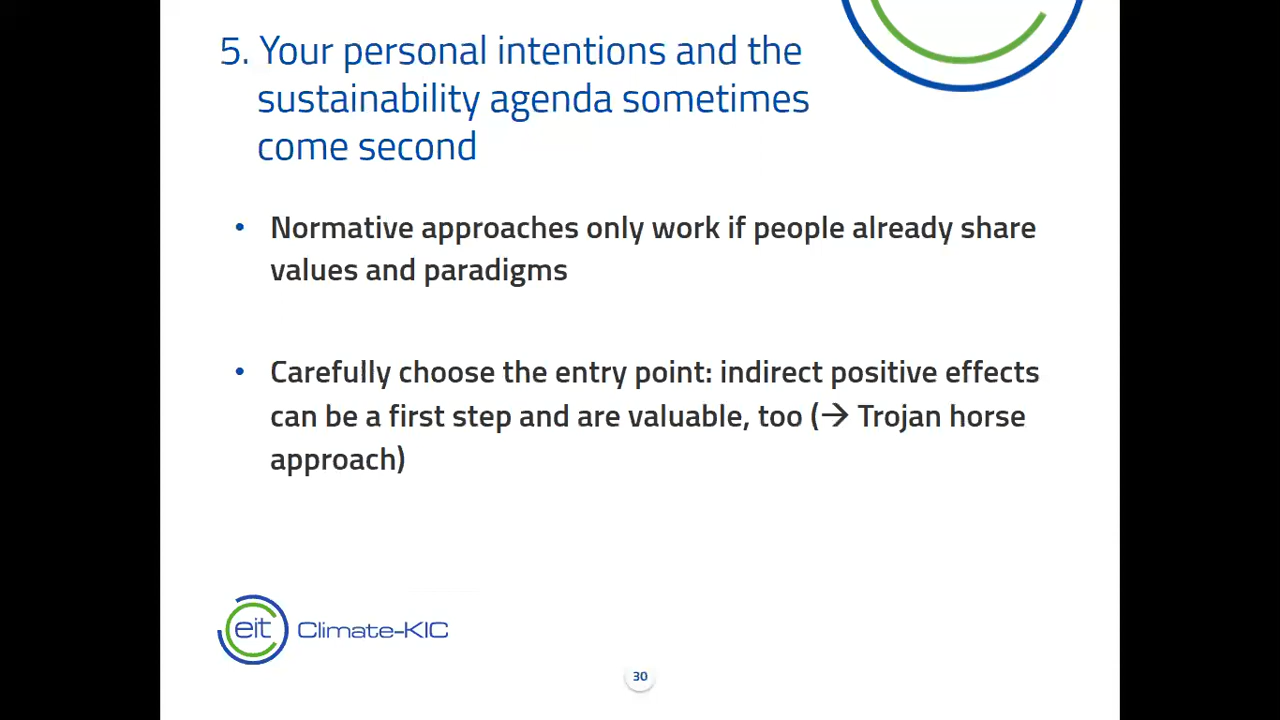 5. Your personal intentions and the
sustainability agenda sometimes
come second
• Normative approaches only work if people already share
values and paradigms
• Carefully choose the entry point: indirect positive effects
can be a first step and are valuable, too (→ Trojan horse
approach)
eit Climate-KIC
30